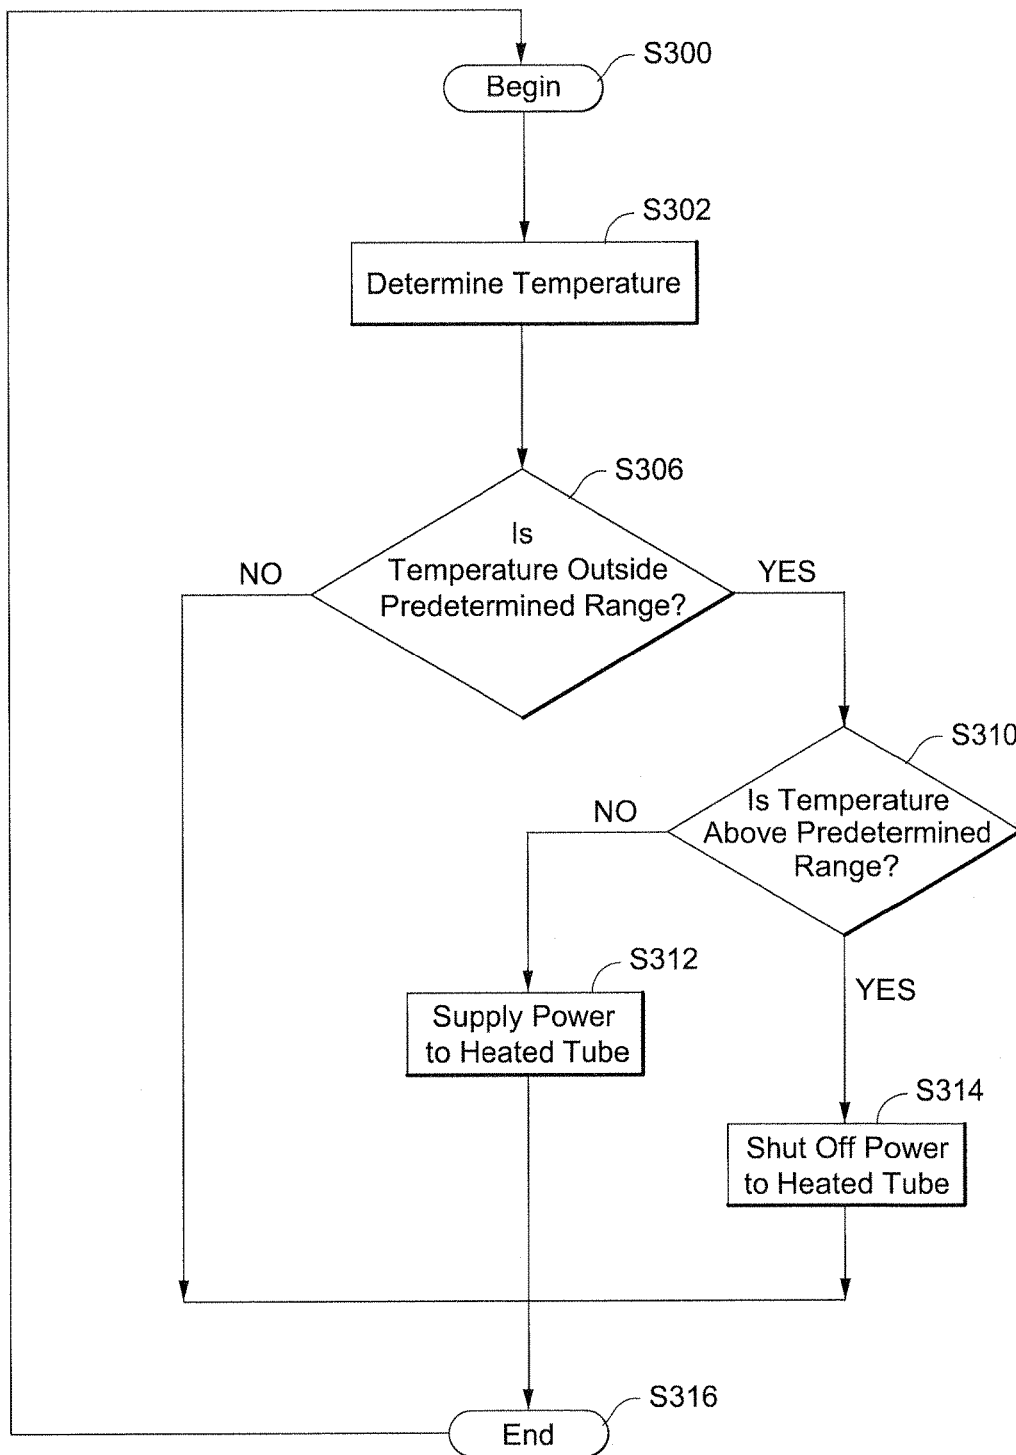 S300
Begin
S302
Determine Temperature
S306
Is
Temperature Outside
Predetermined Range?
NO
YES
S310
Is Temperature
Above Predetermined
Range?
NO
YES
S312
Supply Power
to Heated Tube
S314
Shut Off Power
to Heated Tube
S316
End